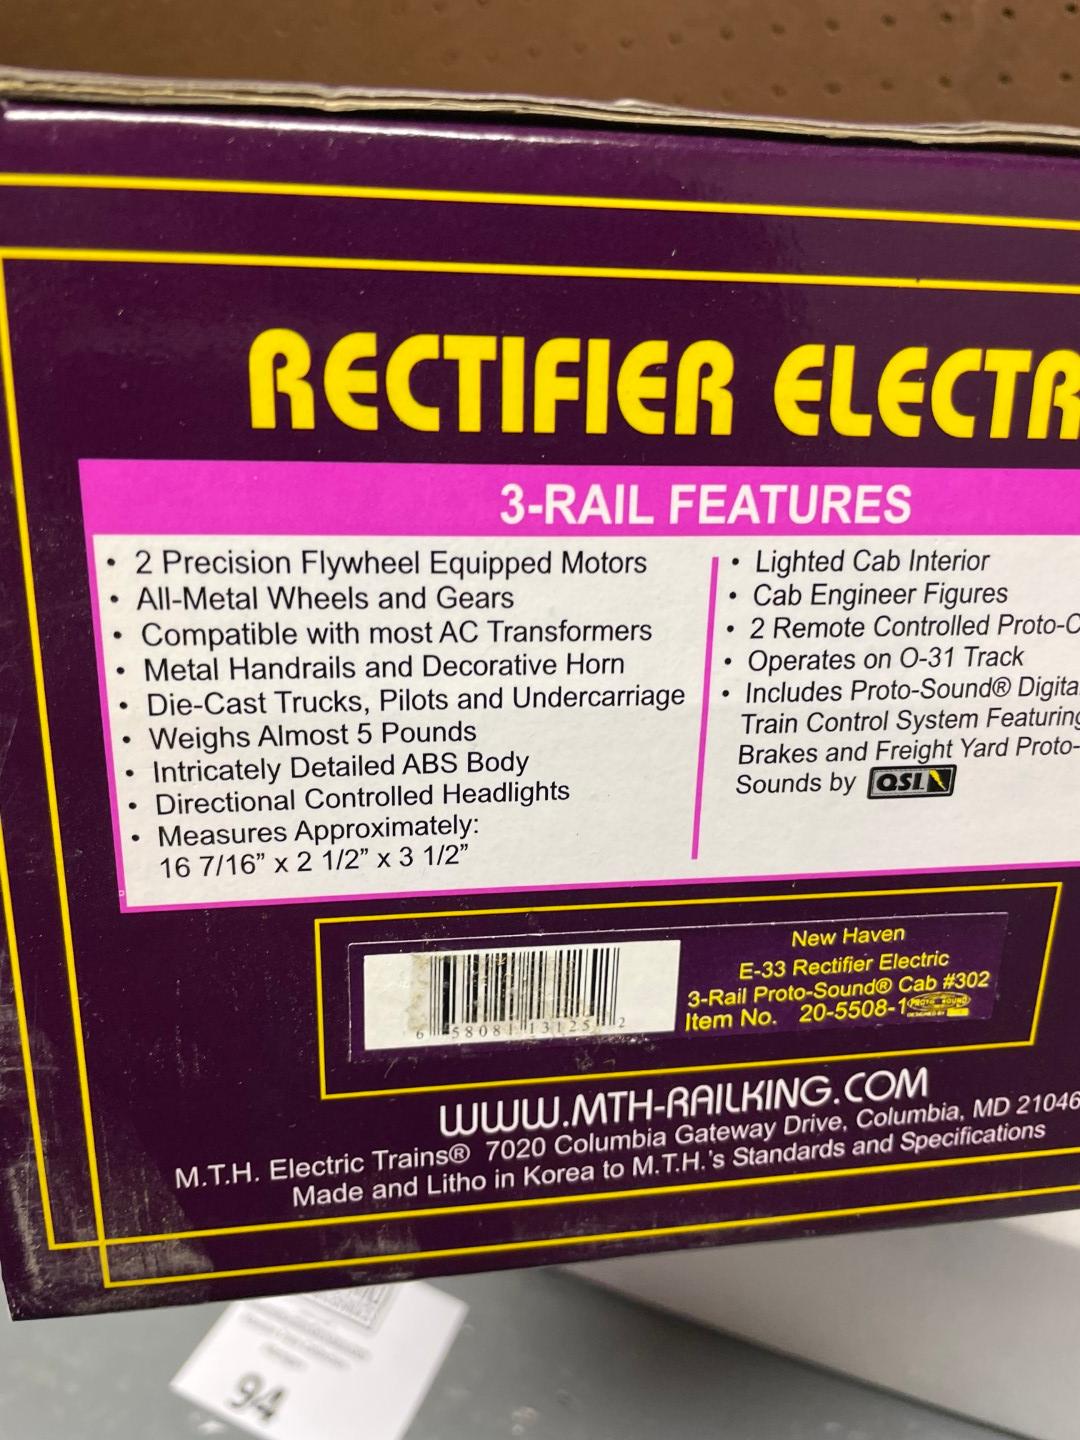 RECTIFIER ELECTR
3-RAIL FEATURES
• 2 Precision Flywheel Equipped Motors
• All-Metal Wheels and Gears
• Compatible with most AC Transformers
• Metal Handrails and Decorative Horn
• Die-Cast Trucks, Pilots and Undercarriage
• Weighs Almost 5 Pounds
• Intricately Detailed ABS Body
• Directional Controlled Headlights
• Measures Approximately:
16 7/16” x 2 1/2” x 3 1/2”
• Lighted Cab Interior
• Cab Engineer Figures
• 2 Remote Controlled Proto-C
• Operates on O-31 Track
• Includes Proto-Sound® Digita
Train Control System Featuring
Brakes and Freight Yard Proto-
Sounds by QSI
6 58081 13125 2
New Haven
E-33 Rectifier Electric
3-Rail Proto-Sound® Cab #302
Item No. 20-5508-1 PROTO SOUND
WWW.MTH-RAILKING.COM
M.T.H. Electric Trains® 7020 Columbia Gateway Drive, Columbia, MD 21046
Made and Litho in Korea to M.T.H.'s Standards and Specifications
94